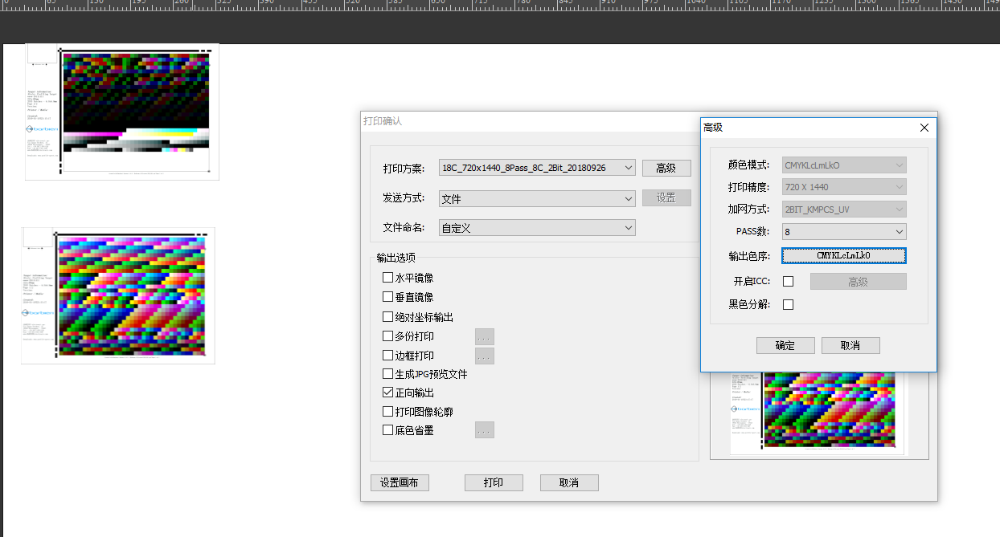 0 65 130 195 260 325 390 455 520 585 650 715 780 845 910 975 1040 1105 1170 1235 1300 1365 1430 149
打印确认
打印方案: 18C_720x1440_8Pass_8C_2Bit_20180926 高级
发送方式: 文件 设置
文件命名: 自定义
输出选项
水平镜像
垂直镜像
绝对坐标输出
多份打印 ...
边框打印 ...
生成JPG预览文件
正向输出
打印图像轮廓
底色省墨 ...
设置画布 打印 取消
高级
颜色模式: CMYKLcLmLkO
打印精度: 720 X 1440
加网方式: 2BIT_KMPCS_UV
PASS数: 8
输出色序: CMYKLcLmLkO
开启ICC: 高级
墨色分解:
确定 取消